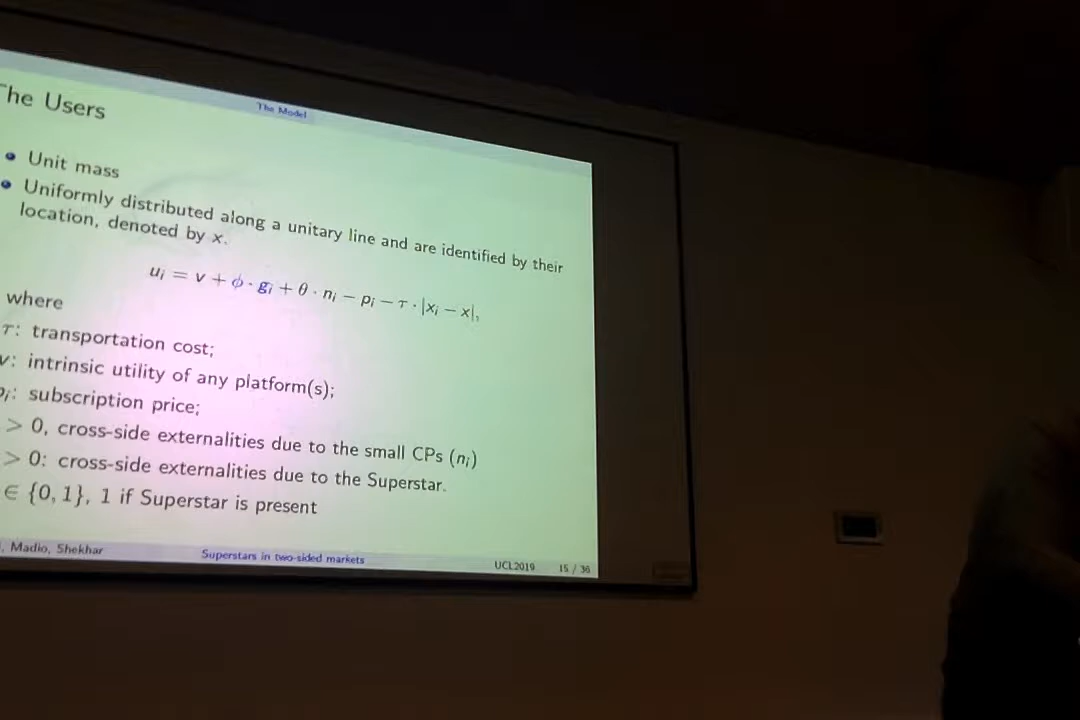 The Model
The Users
Unit mass
Uniformly distributed along a unitary line and are identified by their
location, denoted by x.
uᵢ = v + ϕ · gᵢ + θ · nᵢ − pᵢ − τ · |xᵢ − x|,
where
τ: transportation cost;
v: intrinsic utility of any platform(s);
pᵢ: subscription price;
> 0, cross-side externalities due to the small CPs (nᵢ)
> 0: cross-side externalities due to the Superstar.
∈ {0, 1}, 1 if Superstar is present
, Madio, Shekhar
Superstars in two-sided markets
UCL2019
15 / 36